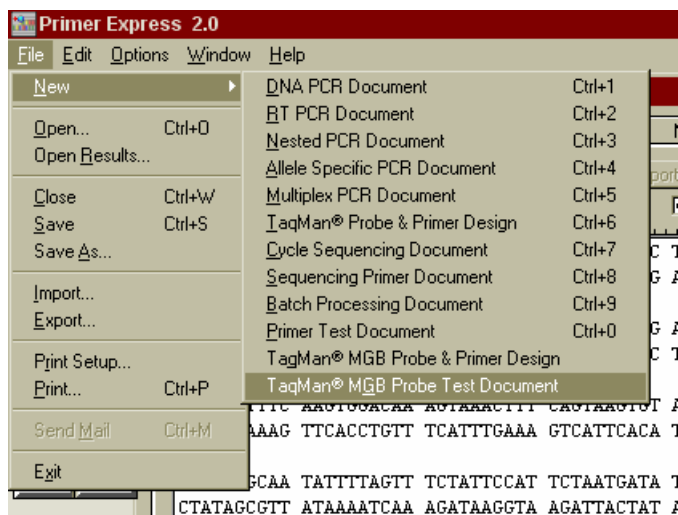 Primer Express 2.0
File Edit Options Window Help
New
Open... Ctrl+O
Open Results...
Close Ctrl+W
Save Ctrl+S
Save As...
Import...
Export...
Print Setup...
Print... Ctrl+P
Send Mail Ctrl+M
Exit
DNA PCR Document Ctrl+1
RT PCR Document Ctrl+2
Nested PCR Document Ctrl+3
Allele Specific PCR Document Ctrl+4
Multiplex PCR Document Ctrl+5
TaqMan® Probe & Primer Design Ctrl+6
Cycle Sequencing Document Ctrl+7
Sequencing Primer Document Ctrl+8
Batch Processing Document Ctrl+9
Primer Test Document Ctrl+0
TaqMan® MGB Probe & Primer Design
TaqMan® MGB Probe Test Document
port
C T
G A
G A
C T
AAGTGGACAA AGTAAACTTT CAGTAAGTGT A
AAAG TTCACCTGTT TCATTTGAAA GTCATTCACA T
GCAA TATTTTAGTT TCTATTCCAT TCTAATGATA T
CTATAGCGTT ATAAAATCAA AGATAAGGTA AGATTACTAT A